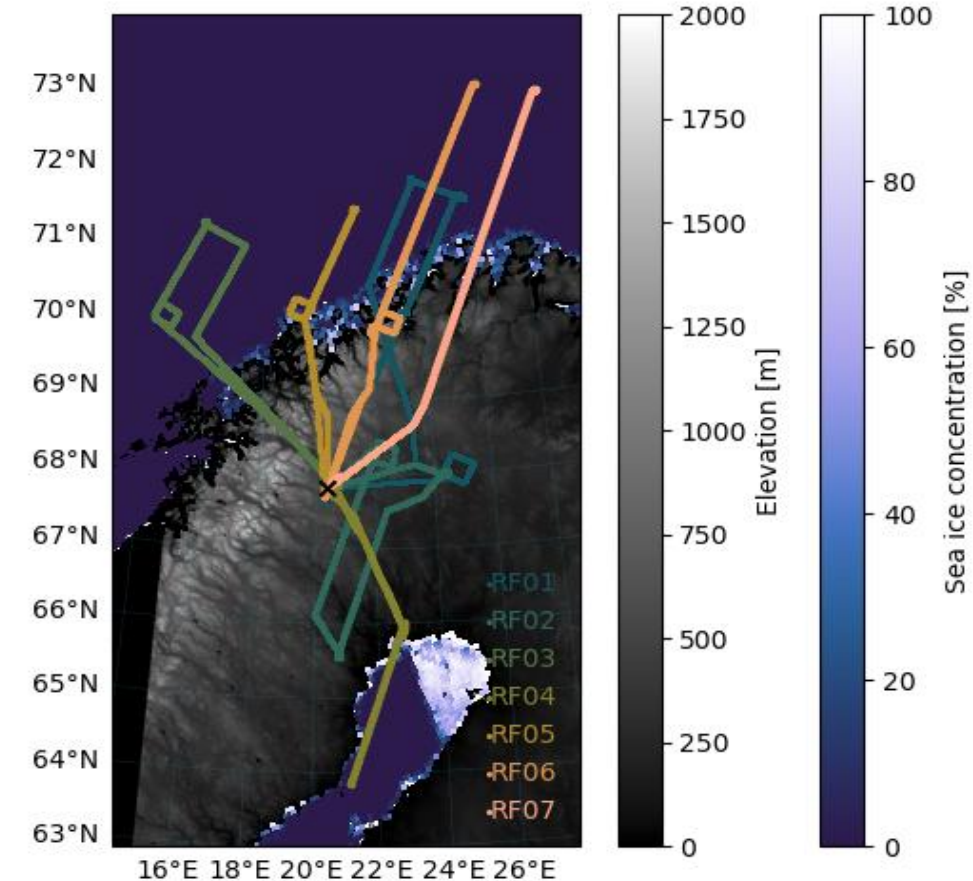 73°N
72°N
71°N
70°N
69°N
68°N
67°N
66°N
65°N
64°N
63°N
16°E 18°E 20°E 22°E 24°E 26°E
RF01
RF02
RF03
RF04
RF05
RF06
RF07
2000
1750
1500
1250
1000
750
500
250
0
Elevation [m]
100
80
60
40
20
0
Sea ice concentration [%]